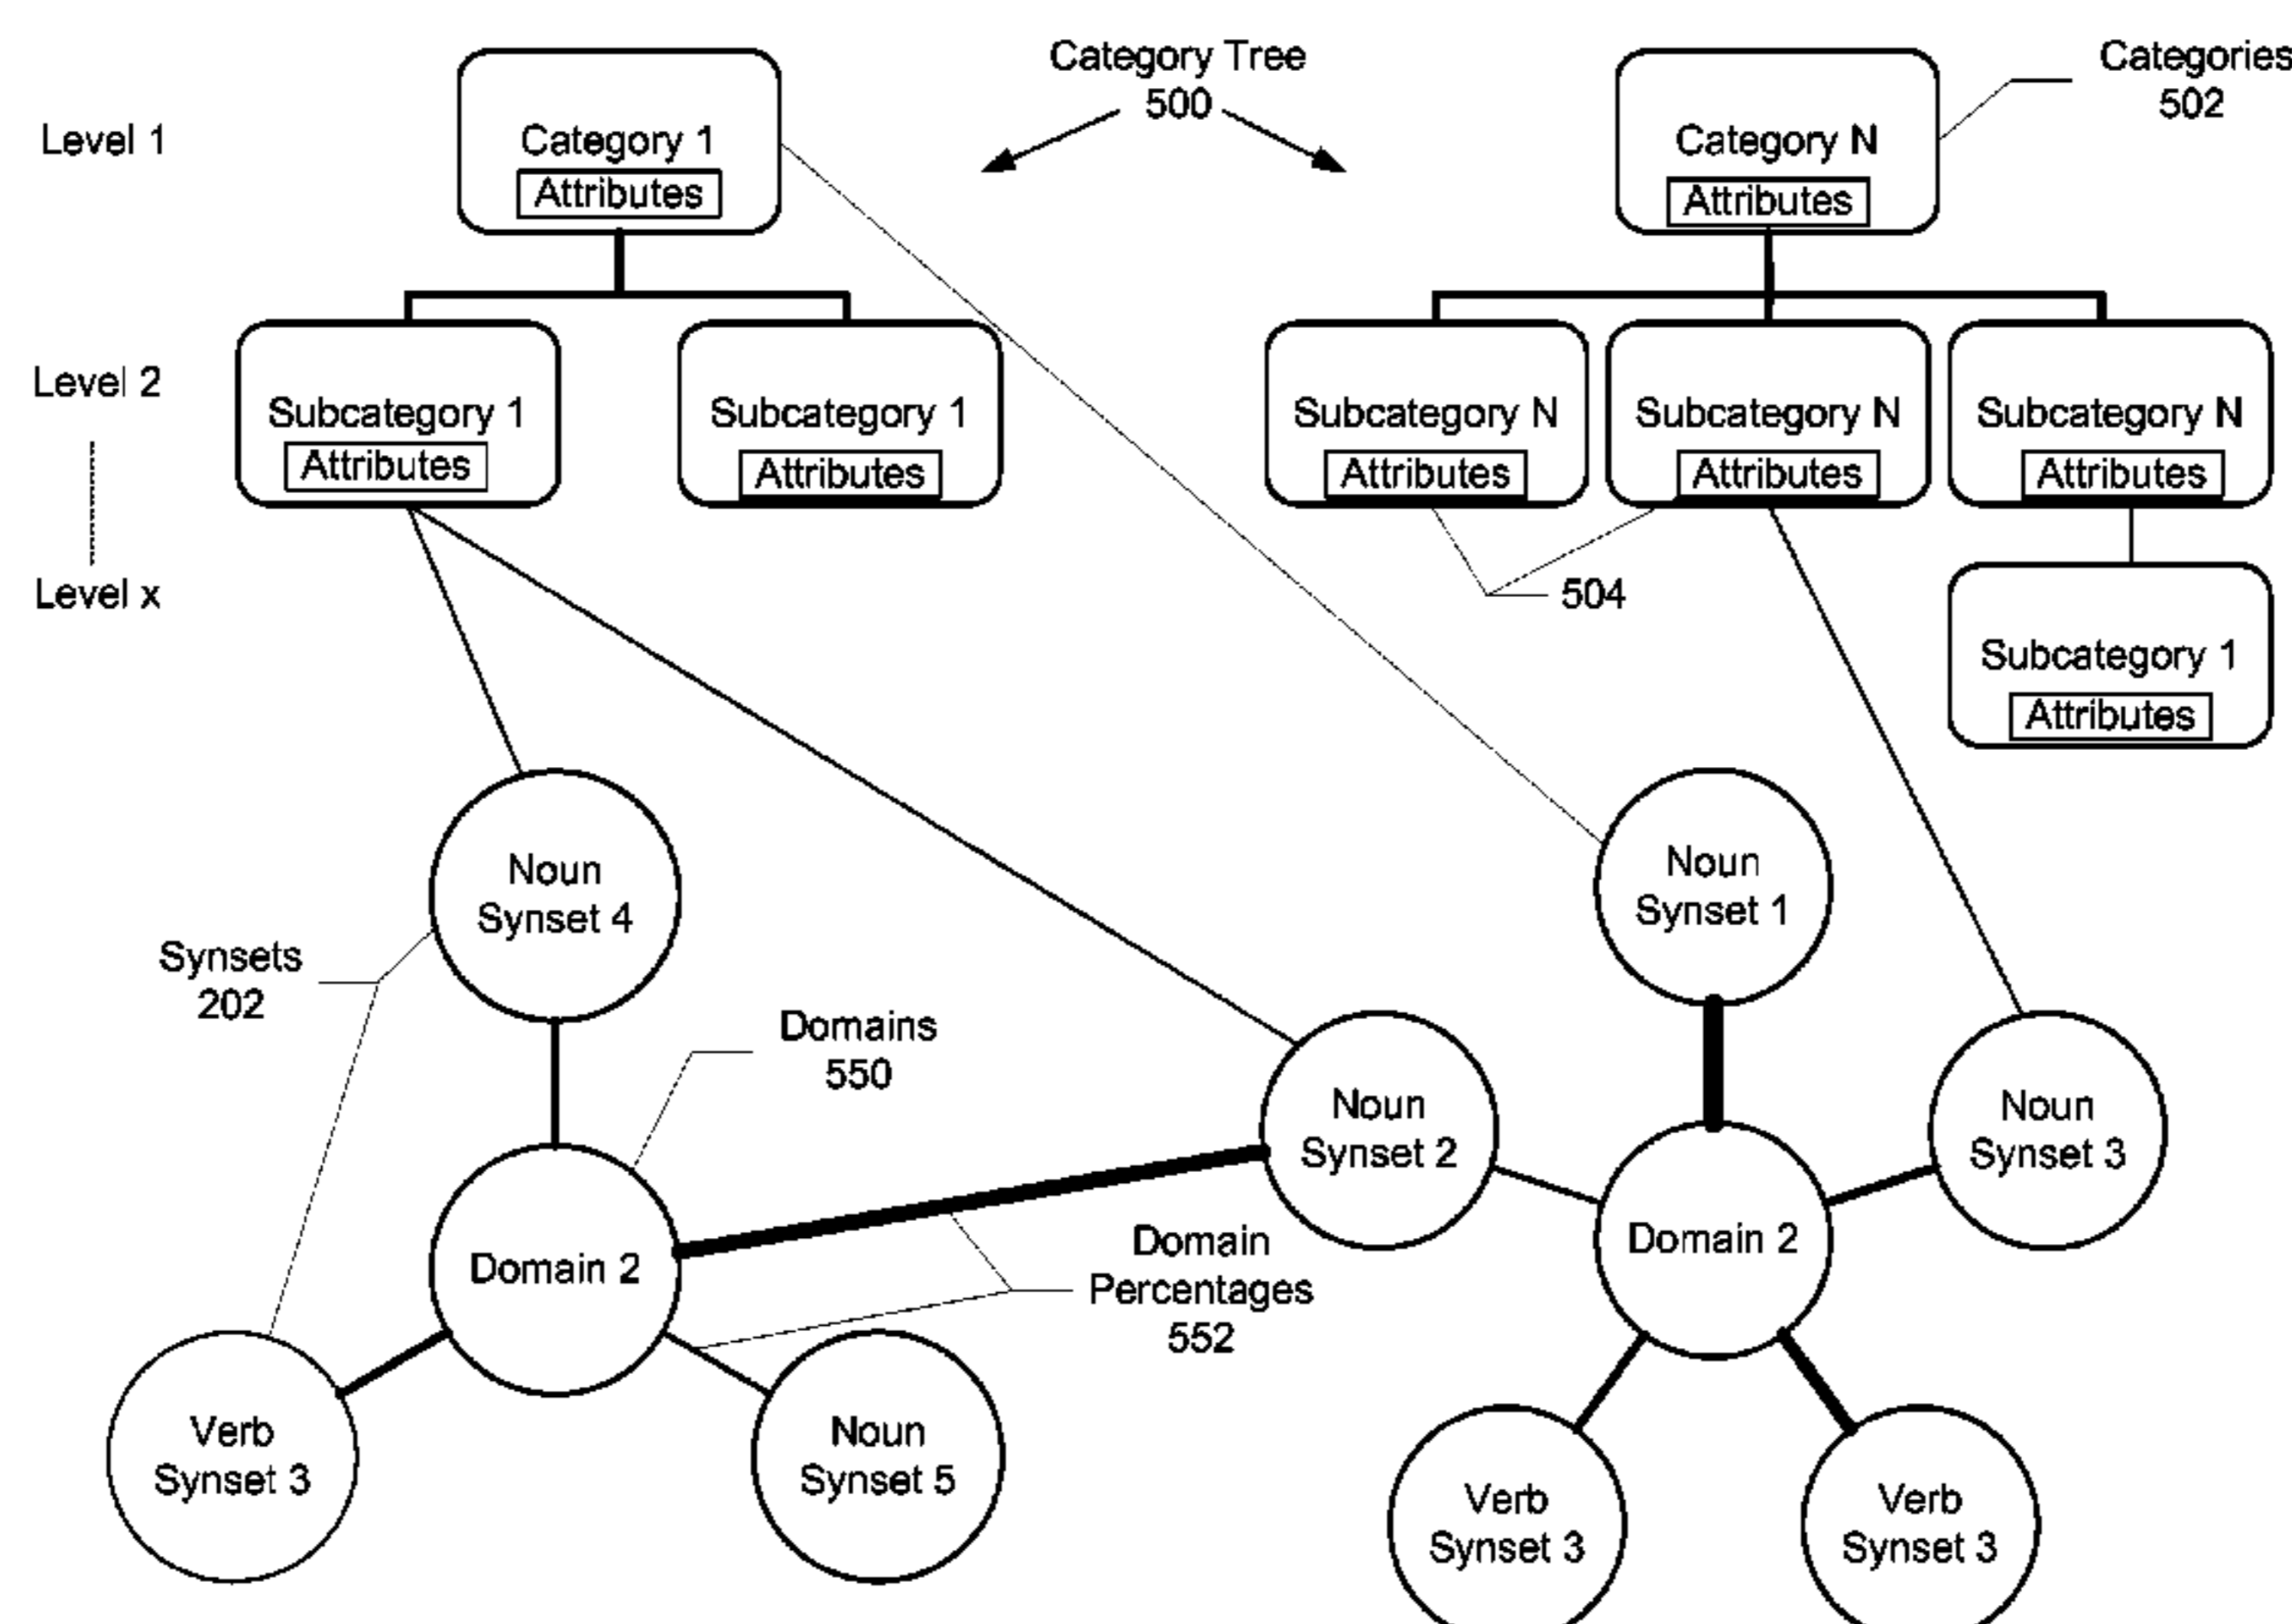 Category Tree
500
Categories
502
Level 1
Category 1
Attributes
Category N
Attributes
Level 2
Subcategory 1
Attributes
Subcategory 1
Attributes
Subcategory N
Attributes
Subcategory N
Attributes
Subcategory N
Attributes
Level x
504
Subcategory 1
Attributes
Noun
Synset 4
Noun
Synset 1
Synsets
202
Domains
550
Noun
Synset 2
Noun
Synset 3
Domain 2
Domain
Percentages
552
Domain 2
Verb
Synset 3
Noun
Synset 5
Verb
Synset 3
Verb
Synset 3